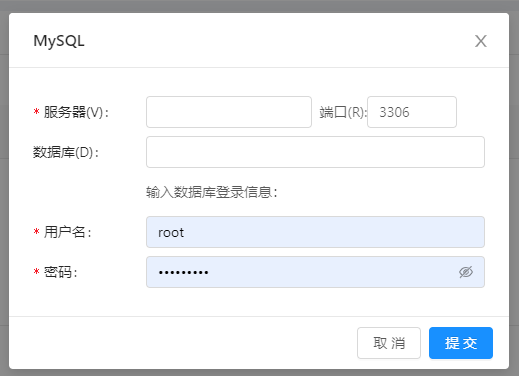 MySQL
* 服务器(V)： 端口(R): 3306
数据库(D)：
输入数据库登录信息：
* 用户名： root
* 密码： •••••••••
取 消 提 交